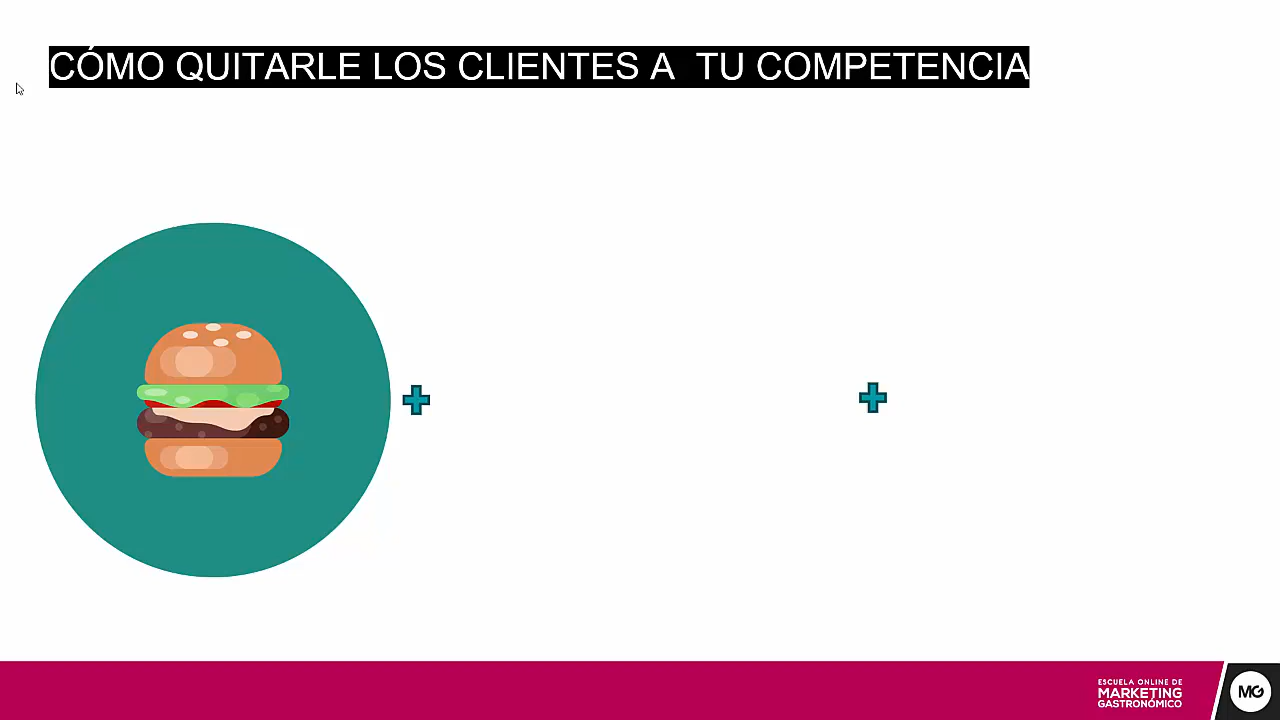 CÓMO QUITARLE LOS CLIENTES A  TU COMPETENCIA
ESCUELA ONLINE DE
MARKETING
GASTRONÓMICO
MG